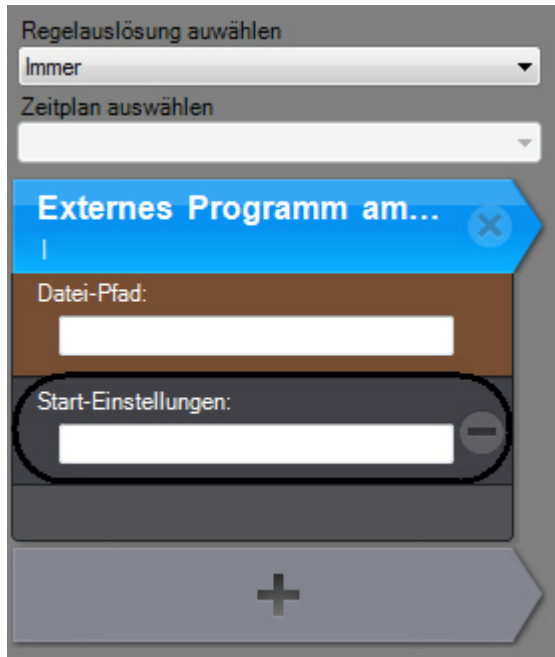 Regelauslösung auwählen
Immer
Zeitplan auswählen
Externes Programm am...
Datei-Pfad:
Start-Einstellungen: